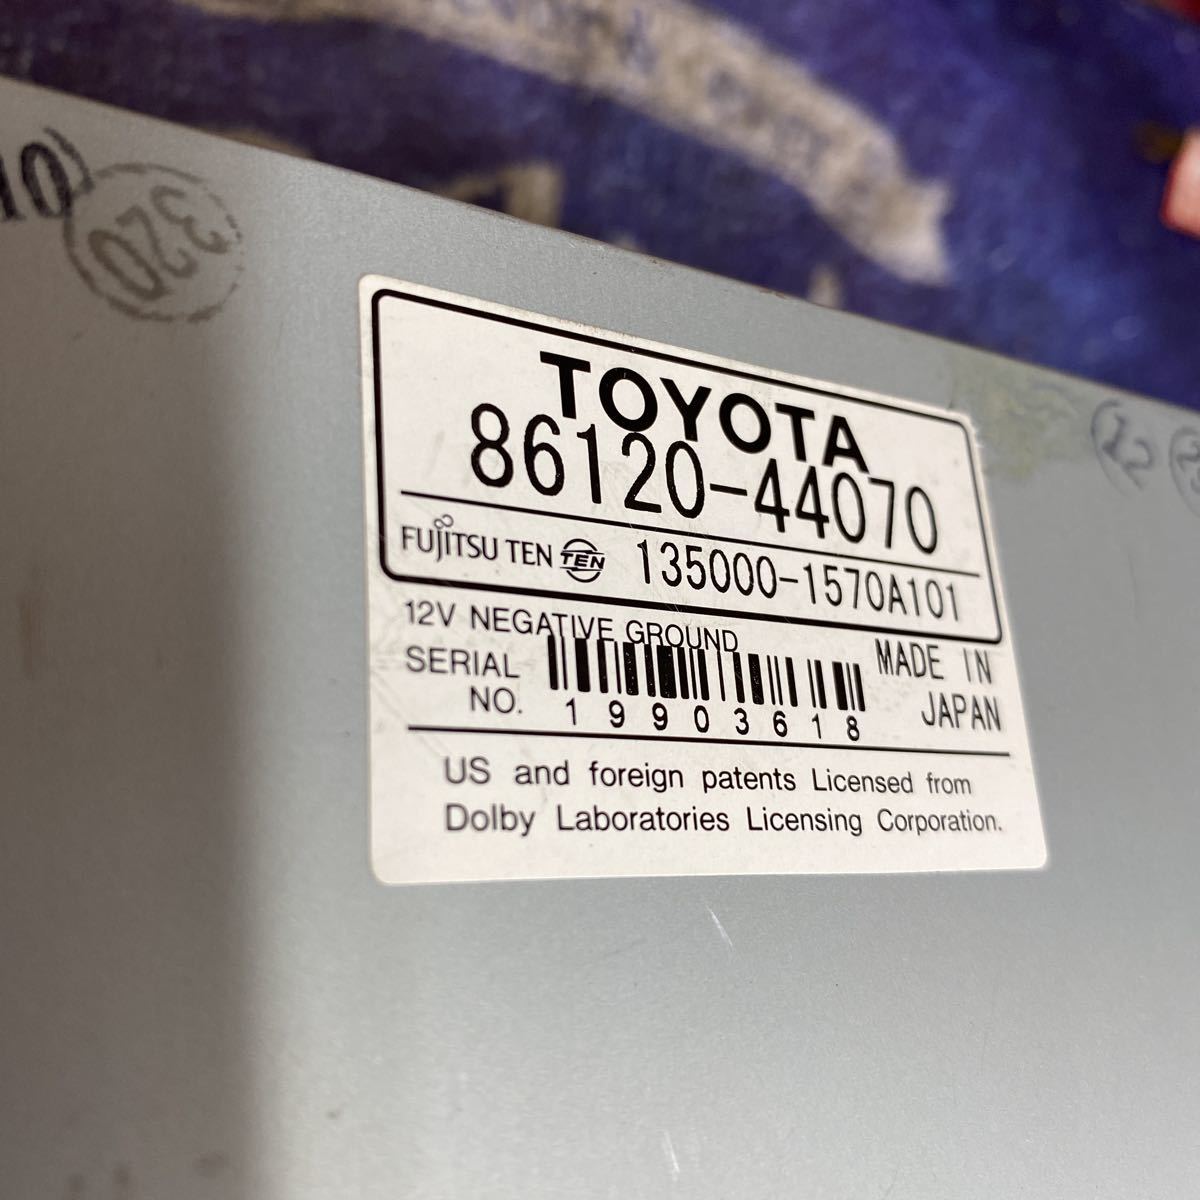 320
TOYOTA
86120-44070
FUJITSU TEN TEN 135000-1570A101
12V NEGATIVE GROUND
SERIAL NO. 19903618
MADE IN JAPAN
US and foreign patents Licensed from
Dolby Laboratories Licensing Corporation.